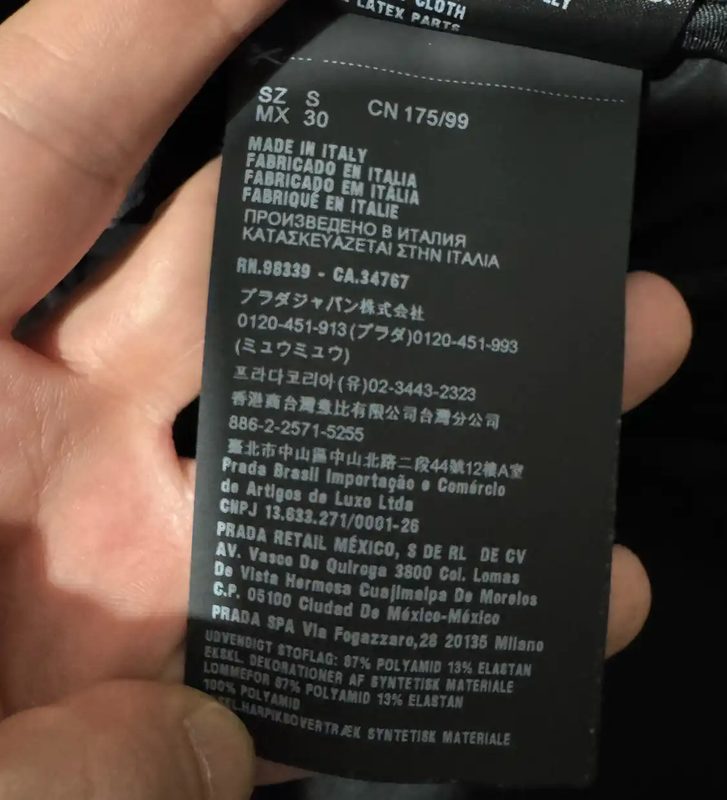 CLOTH
LATEX PARTS
SZ S CN 175/99
MX 30
MADE IN ITALY
FABRICADO EN ITALIA
FABRICADO EM ITÁLIA
FABRIQUÉ EN ITALIE
ПРОИЗВЕДЕНО В ИТАЛИЯ
ΚΑΤΑΣΚΕΥΑΖΕΤΑΙ ΣΤΗΝ ΙΤΑΛΙΑ
RN.98339 - CA.34767
プラダジャパン株式会社
0120-451-913(プラダ)0120-451-993
(ミュウミュウ)
프라다코리아(유)02-3443-2323
香港商台灣意比有限公司台灣分公司
886-2-2571-5255
臺北市中山區中山北路二段44號12樓A室
Prada Brasil Importação e Comércio
de Artigos de Luxo Ltda
CNPJ 13.633.271/0001-26
PRADA RETAIL MÉXICO, S DE RL DE CV
AV. Vasco De Quiroga 3800 Col. Lomas
De Vista Hermosa Cuajimalpa De Morelos
C.P. 05100 Ciudad De México-México
PRADA SPA Via Fogazzaro,28 20135 Milano
UDVENDIGT STOFLAG: 87% POLYAMID 13% ELASTAN
EKSKL. DEKORATIONER AF SYNTETISK MATERIALE
LOMMEFOR 87% POLYAMID 13% ELASTAN
100% POLYAMID
HARPIKSOVERTRÆK SYNTETISK MATERIALE